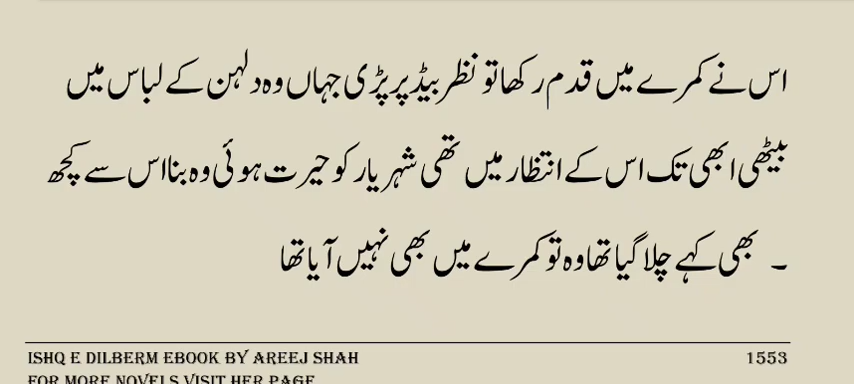 اس نے کمرے میں قدم رکھا تو نظر بیڈ پر پڑی جہاں وہ دلہن کے لباس میں
بیٹھی ابھی تک اس کے انتظار میں تھی شہریار کو حیرت ہوئی وہ بنا اس سے کچھ
۔ بھی کہے چلا گیا تھا وہ تو کمرے میں بھی نہیں آیا تھا
ISHQ E DILBERM EBOOK BY AREEJ SHAH 1553
FOR MORE NOVELS VISIT HER PAGE